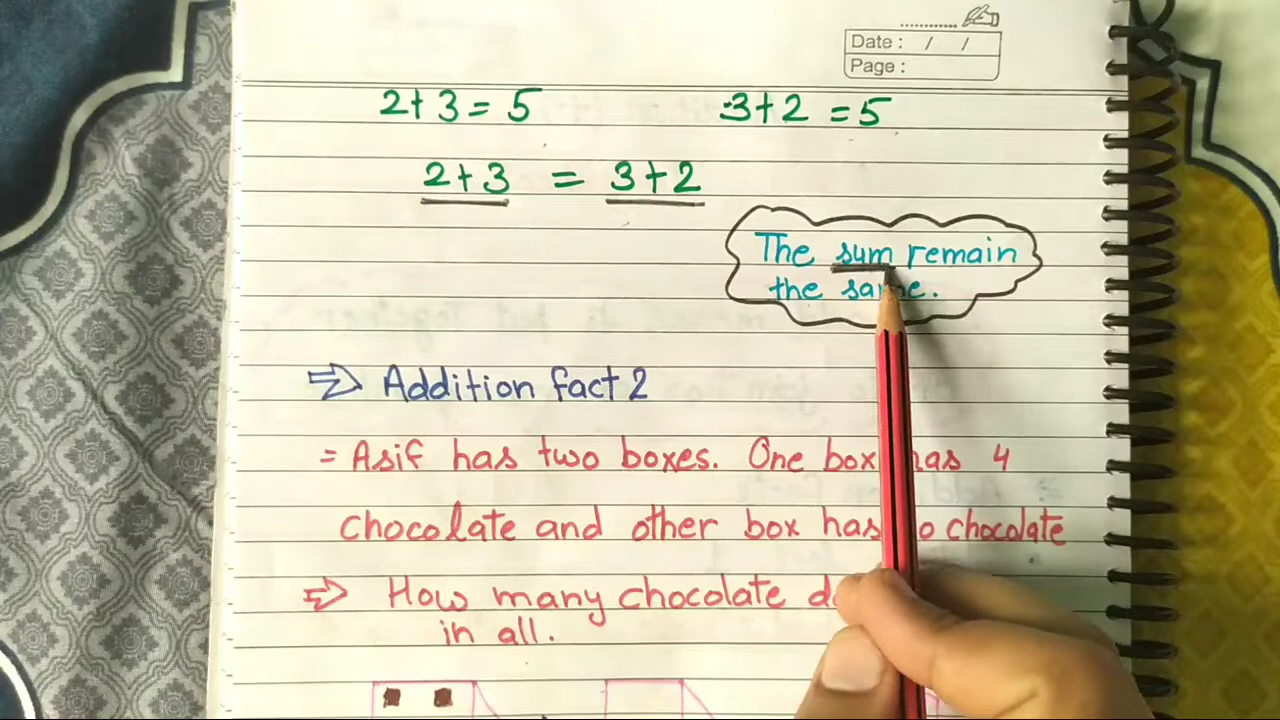 Date : / /
Page :
2+3 = 5 3+2 = 5
2+3 = 3+2
The sum remain
the .
⇒ Addition fact 2
= Asif has two boxes. One box has 4
chocolate and other box has chocolate
⇒ How many chocolate
in all.